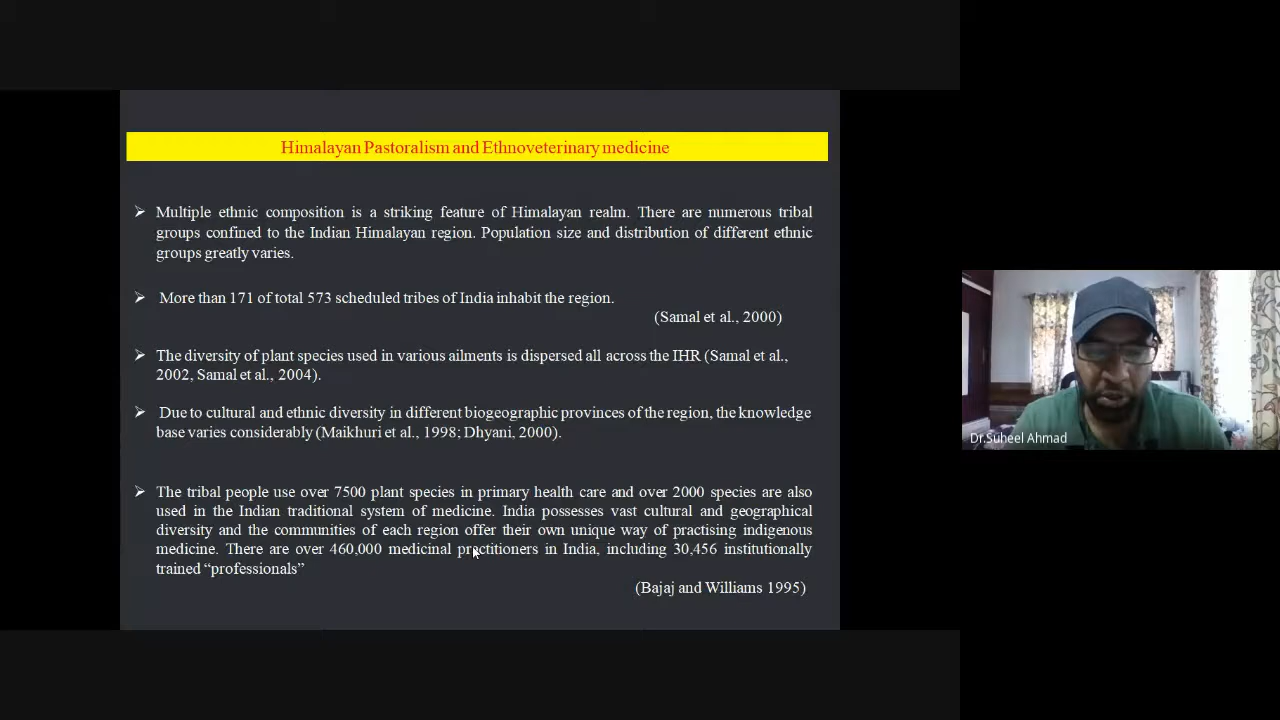 Himalayan Pastoralism and Ethnoveterinary medicine
➢ Multiple ethnic composition is a striking feature of Himalayan realm. There are numerous tribal
groups confined to the Indian Himalayan region. Population size and distribution of different ethnic
groups greatly varies.
➢ More than 171 of total 573 scheduled tribes of India inhabit the region.
(Samal et al., 2000)
➢ The diversity of plant species used in various ailments is dispersed all across the IHR (Samal et al.,
2002, Samal et al., 2004).
➢ Due to cultural and ethnic diversity in different biogeographic provinces of the region, the knowledge
base varies considerably (Maikhuri et al., 1998; Dhyani, 2000).
➢ The tribal people use over 7500 plant species in primary health care and over 2000 species are also
used in the Indian traditional system of medicine. India possesses vast cultural and geographical
diversity and the communities of each region offer their own unique way of practising indigenous
medicine. There are over 460,000 medicinal practitioners in India, including 30,456 institutionally
trained “professionals”
(Bajaj and Williams 1995)
Dr.Suheel Ahmad